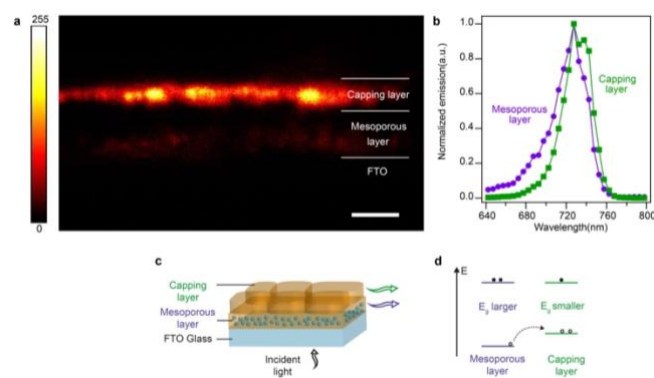 a
255
0
Capping layer
Mesoporous
layer
FTO
b
Normalized emission(a.u.)
1.0
0.8
0.6
0.4
0.2
0.0
640
680
720
760
800
Wavelength(nm)
Mesoporous
layer
Capping
layer
c
Capping
layer
Mesoporous
layer
FTO Glass
Incident
light
d
E
Eg larger
Eg smaller
Mesoporous
layer
Capping
layer